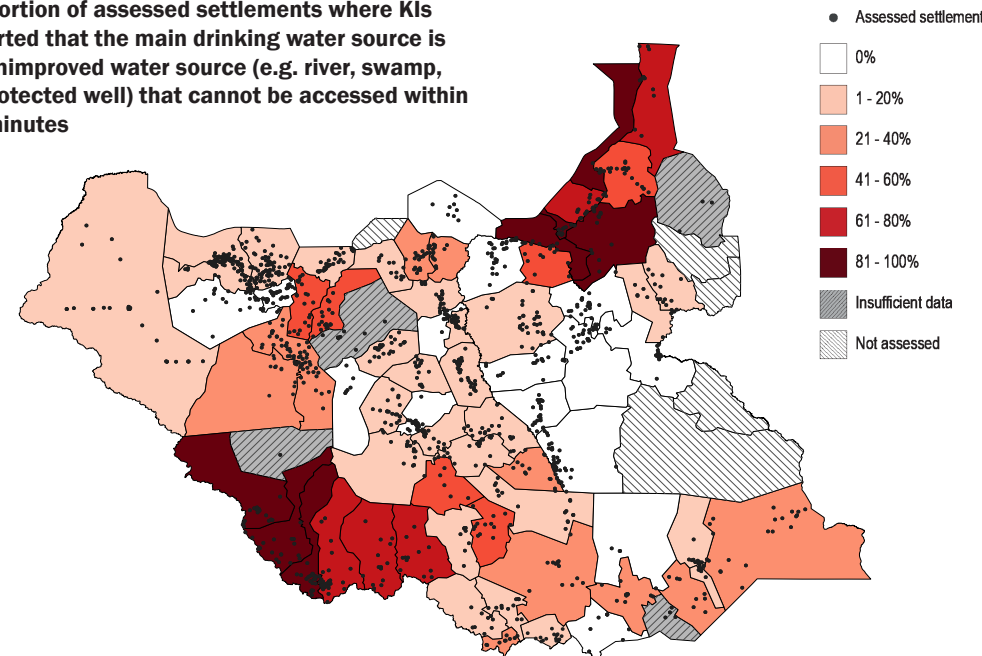 ortion of assessed settlements where KIs
rted that the main drinking water source is
nimproved water source (e.g. river, swamp,
otected well) that cannot be accessed within
minutes
Assessed settlement
0%
1 - 20%
21 - 40%
41 - 60%
61 - 80%
81 - 100%
Insufficient data
Not assessed